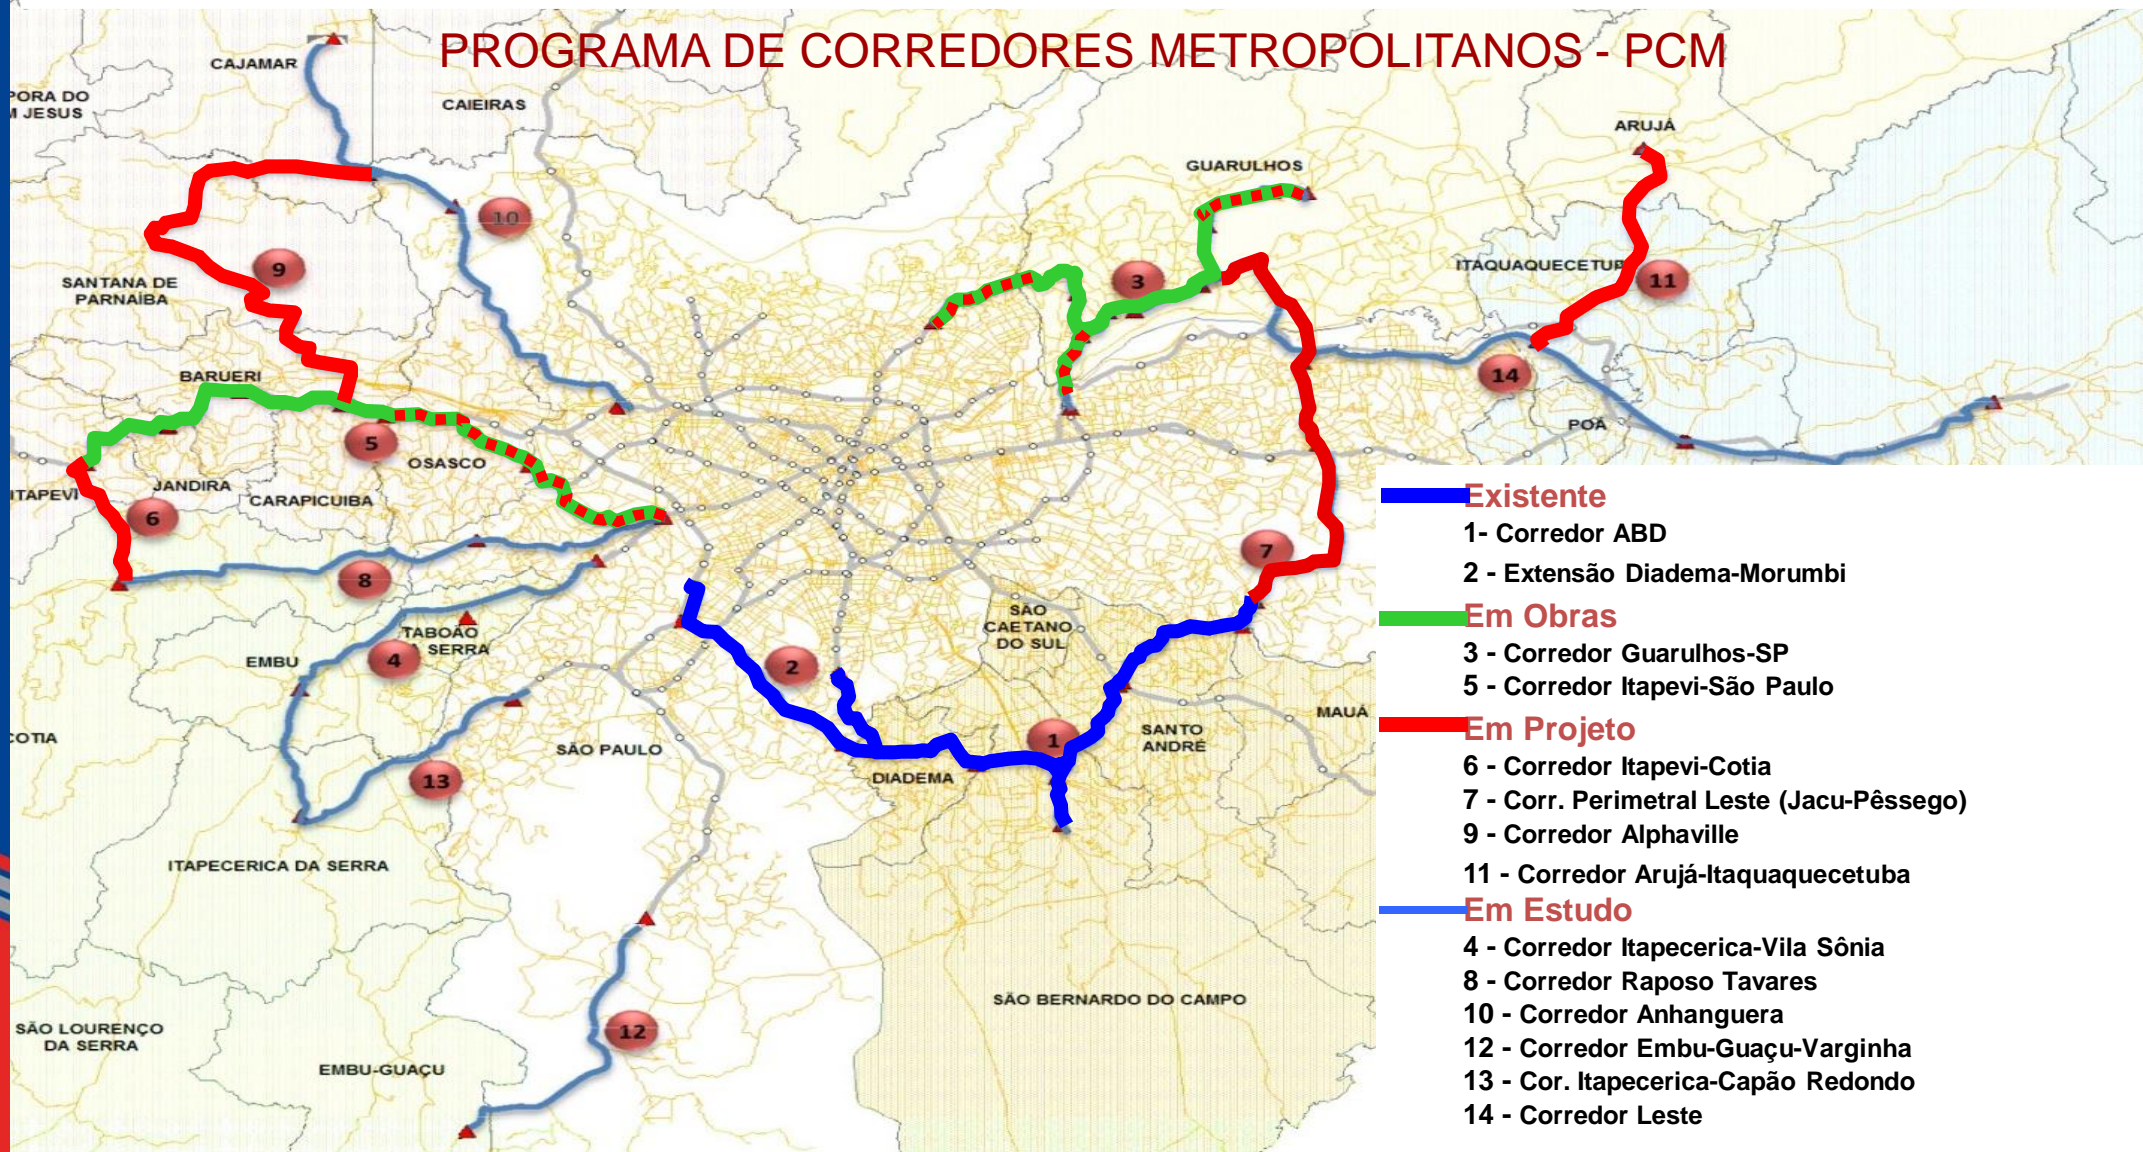 PROGRAMA DE CORREDORES METROPOLITANOS - PCM
CAJAMAR
PORA DO
M JESUS
CAIEIRAS
ARUJÁ
GUARULHOS
10
9
SANTANA DE
PARNAÍBA
3
ITAQUAQUECETUB
11
BARUERI
14
POÁ
5
OSASCO
JANDIRA
ITAPEVI
CARAPICUIBA
6
8
7
SÃO
CAETANO
DO SUL
TABOÃO
A SERRA
EMBU
4
2
MAUÁ
COTIA
SÃO PAULO
1
SANTO
ANDRÉ
13
DIADEMA
ITAPECERICA DA SERRA
SÃO BERNARDO DO CAMPO
SÃO LOURENÇO
DA SERRA
12
EMBU-GUAÇU
Existente
1- Corredor ABD
2 - Extensão Diadema-Morumbi
Em Obras
3 - Corredor Guarulhos-SP
5 - Corredor Itapevi-São Paulo
Em Projeto
6 - Corredor Itapevi-Cotia
7 - Corr. Perimetral Leste (Jacu-Pêssego)
9 - Corredor Alphaville
11 - Corredor Arujá-Itaquaquecetuba
Em Estudo
4 - Corredor Itapecerica-Vila Sônia
8 - Corredor Raposo Tavares
10 - Corredor Anhanguera
12 - Corredor Embu-Guaçu-Varginha
13 - Cor. Itapecerica-Capão Redondo
14 - Corredor Leste